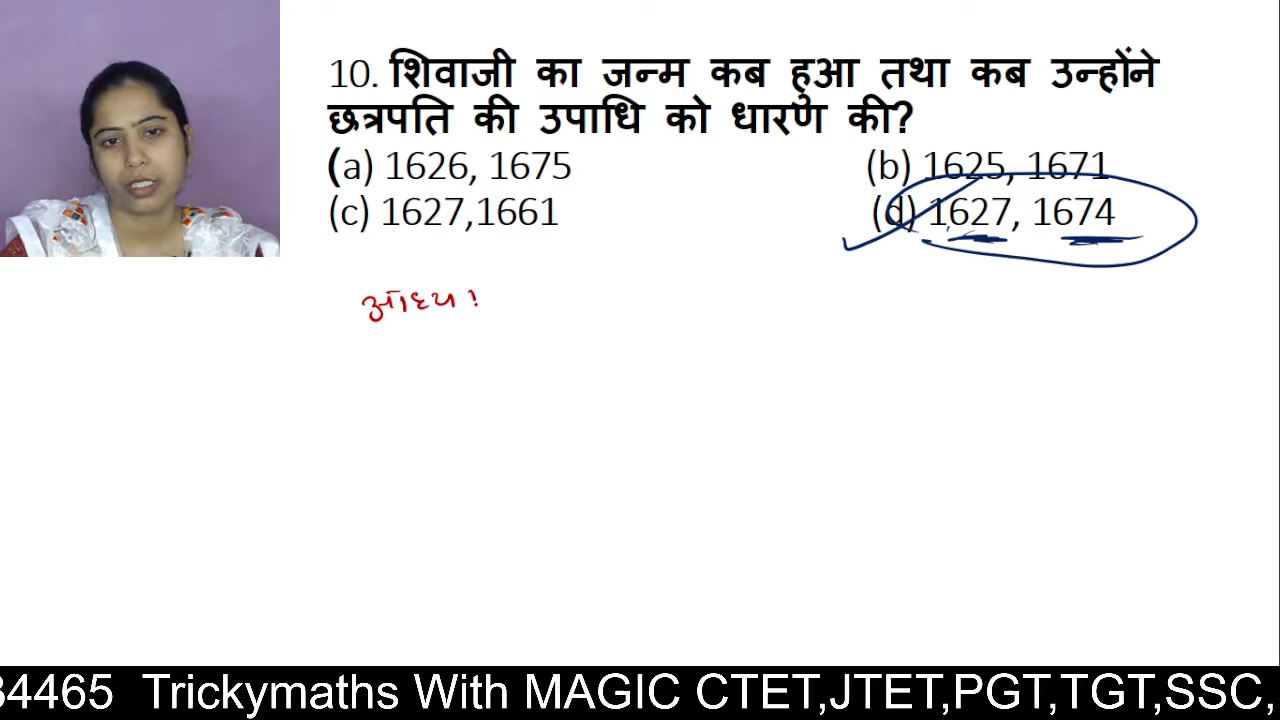 10. शिवाजी का जन्म कब हुआ तथा कब उन्होंने
छत्रपति की उपाधि को धारण की?
(a) 1626, 1675 (b) 1625, 1671
(c) 1627,1661 (d) 1627, 1674
34465 Trickymaths With MAGIC CTET,JTET,PGT,TGT,SSC,